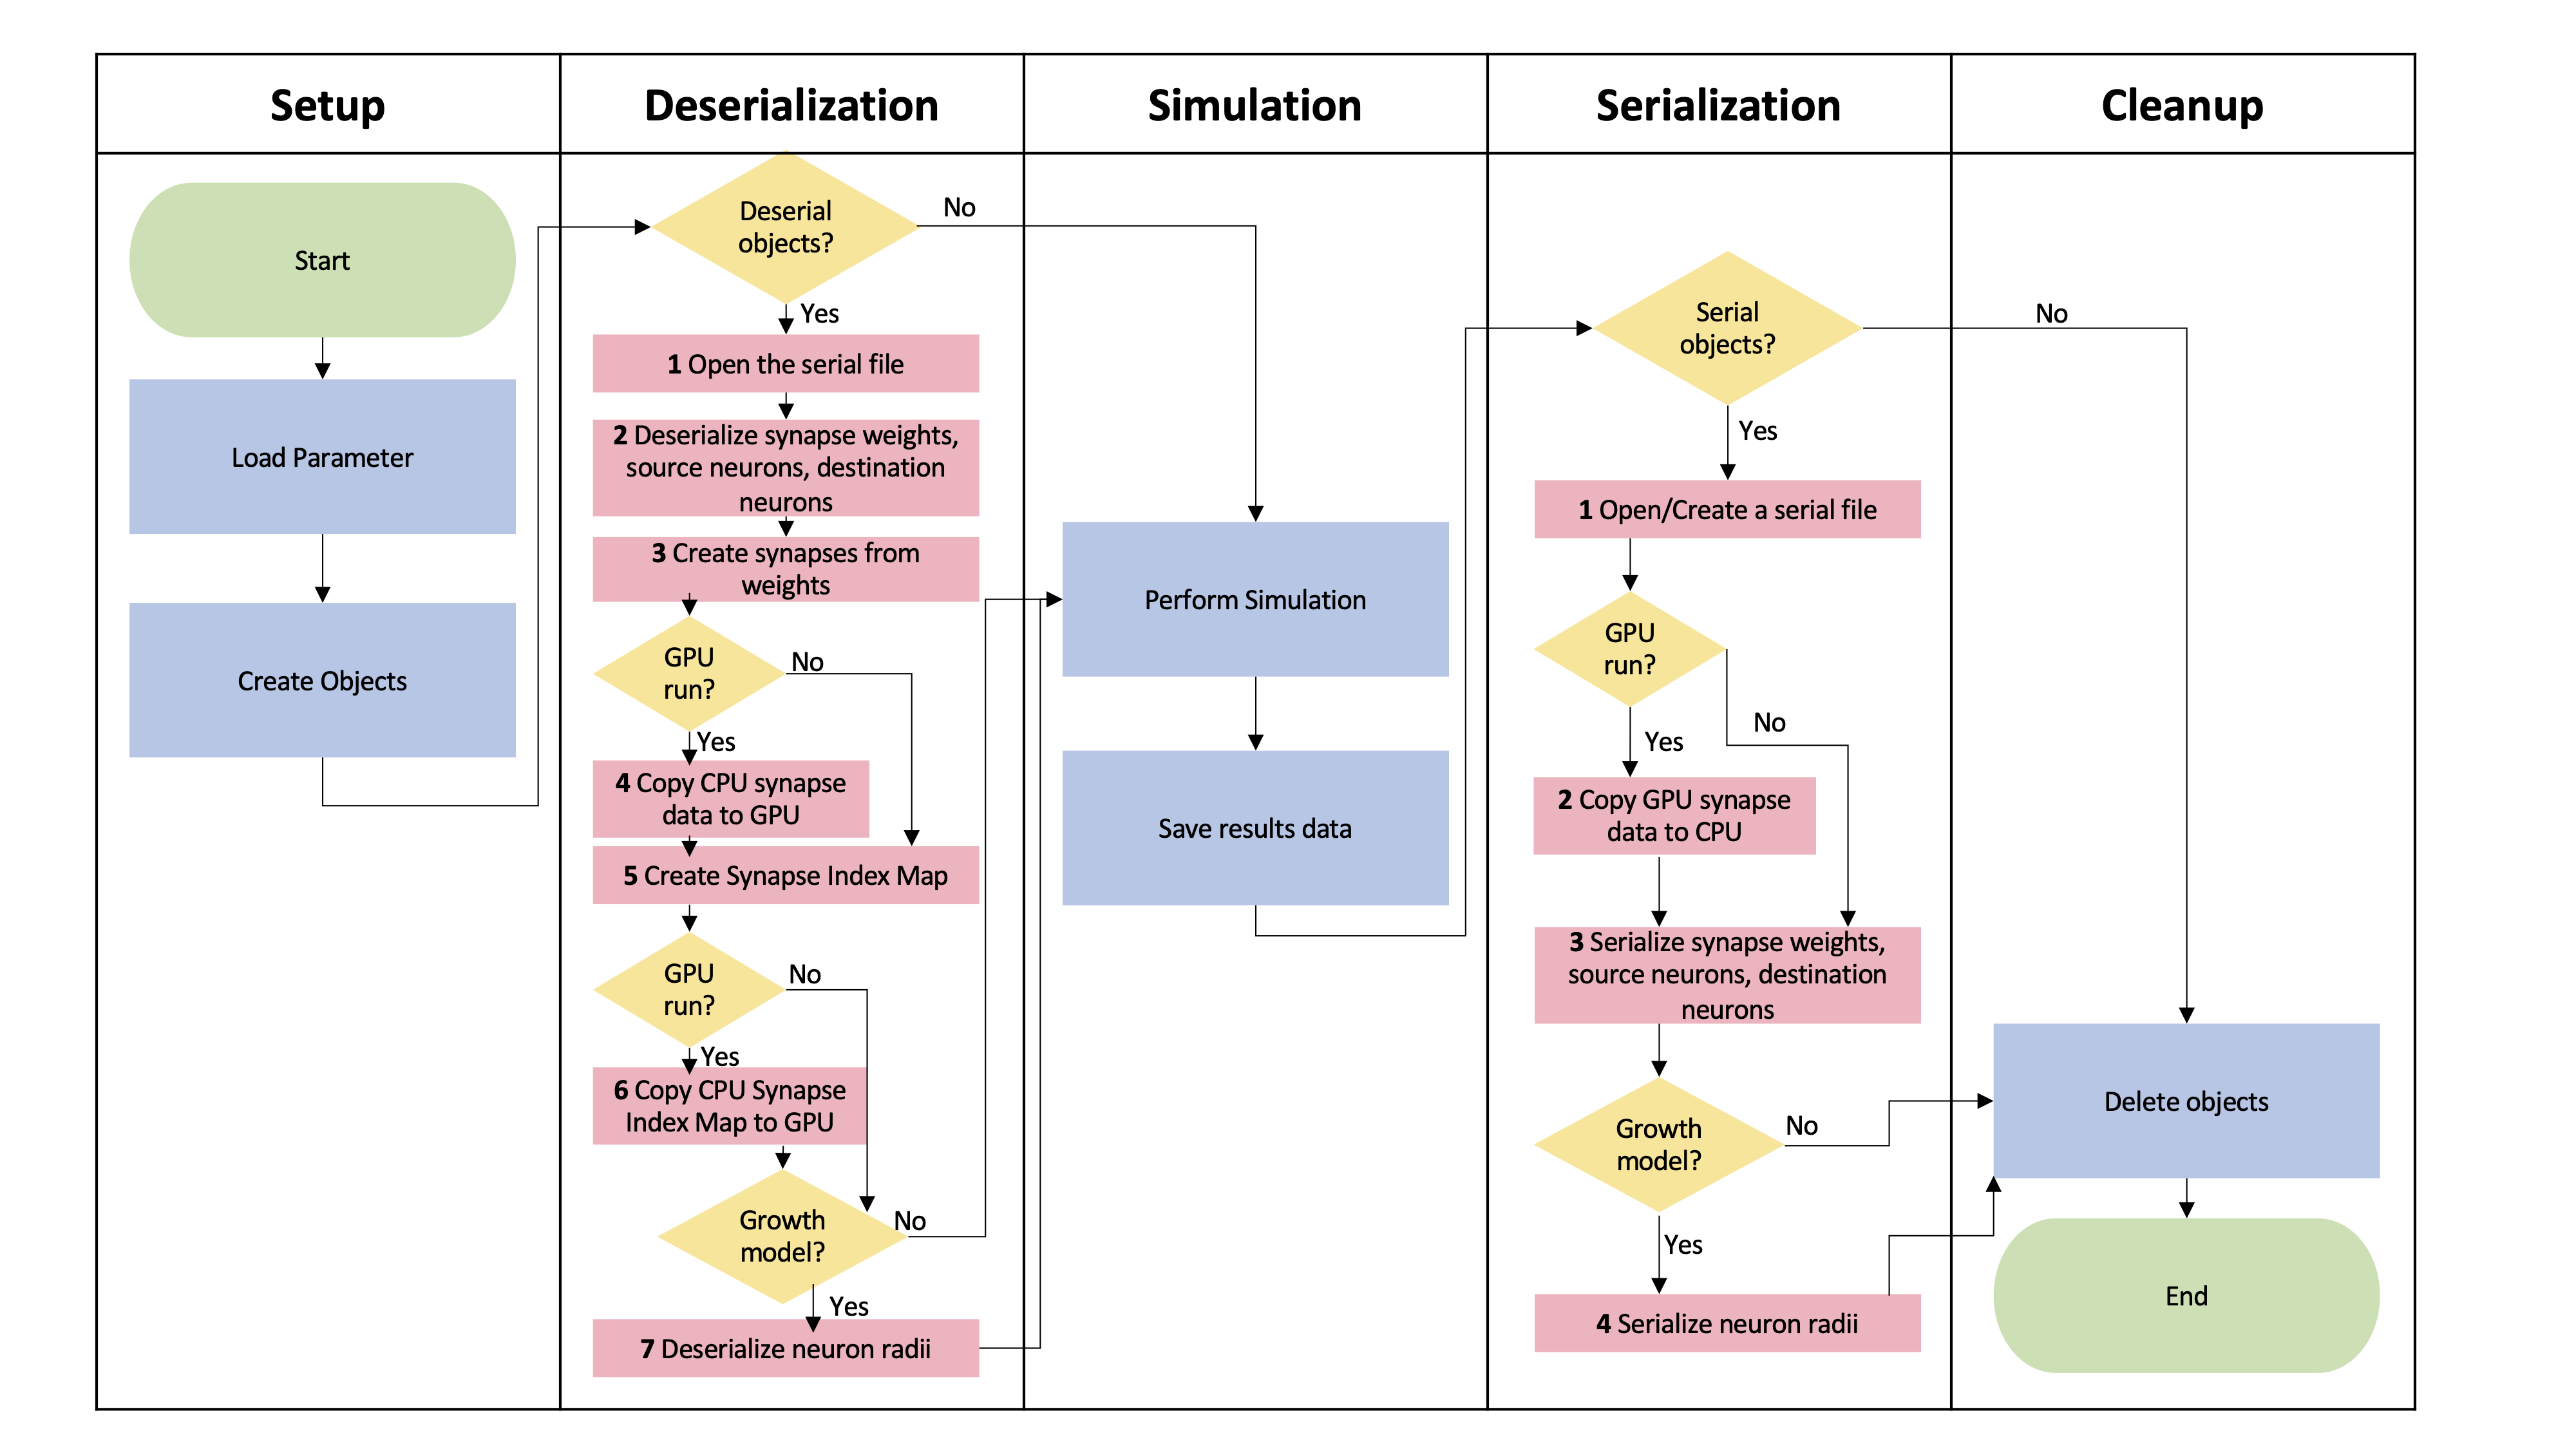 Setup
Deserialization
Simulation
Serialization
Cleanup
Start
Load Parameter
Create Objects
Deserial
objects?
No
Yes
1 Open the serial file
2 Deserialize synapse weights,
source neurons, destination
neurons
3 Create synapses from
weights
GPU
run?
No
Yes
4 Copy CPU synapse
data to GPU
5 Create Synapse Index Map
GPU
run?
No
Yes
6 Copy CPU Synapse
Index Map to GPU
Growth
model?
No
Yes
7 Deserialize neuron radii
Perform Simulation
Save results data
Serial
objects?
No
Yes
1 Open/Create a serial file
GPU
run?
No
Yes
2 Copy GPU synapse
data to CPU
3 Serialize synapse weights,
source neurons, destination
neurons
Growth
model?
No
Yes
4 Serialize neuron radii
Delete objects
End